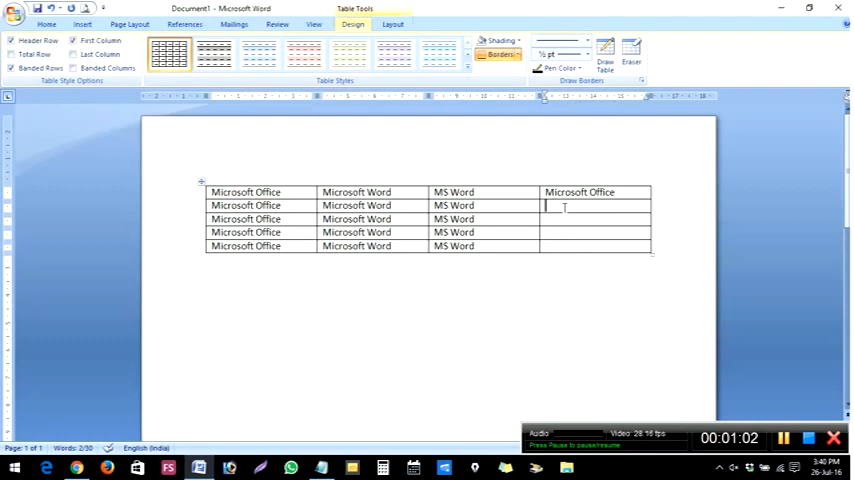 Document1 - Microsoft Word
Table Tools
Home Insert Page Layout References Mailings Review View Design Layout
Header Row First Column
Total Row Last Column
Banded Rows Banded Columns
Table Style Options
Table Styles
Shading
Borders
½ pt
Pen Color
Draw Table
Eraser
Draw Borders
Microsoft Office Microsoft Word MS Word Microsoft Office
Microsoft Office Microsoft Word MS Word
Microsoft Office Microsoft Word MS Word
Microsoft Office Microsoft Word MS Word
Microsoft Office Microsoft Word MS Word
Audio Video: 28.16 fps
Press Pause to pause/resume
00:01:02
Page: 1 of 1 Words: 2/30 English (India)
FS
3:40 PM
26-Jul-16